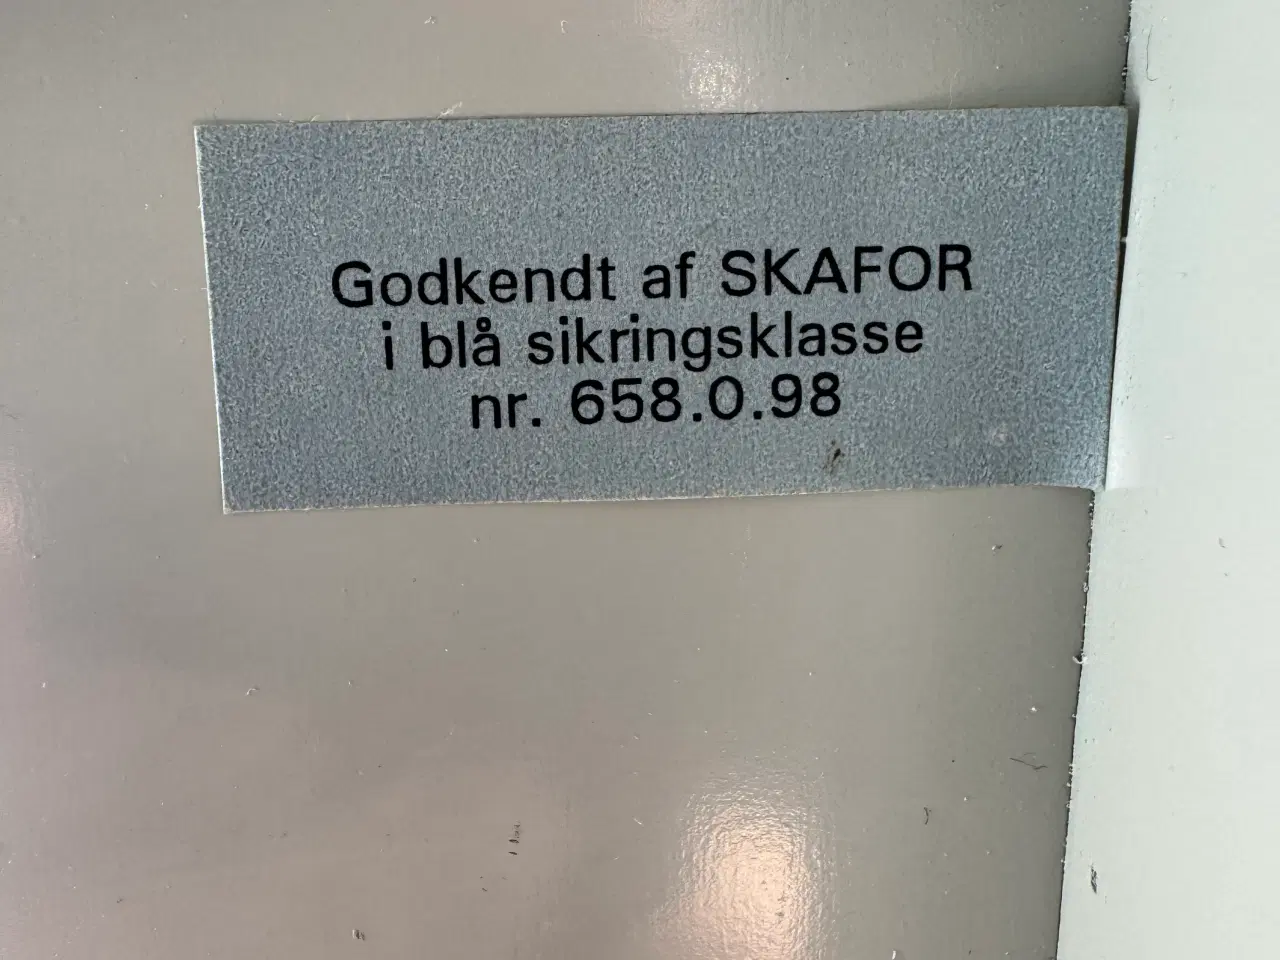 Godkendt af SKAFOR
i blå sikringsklasse
nr. 658.0.98